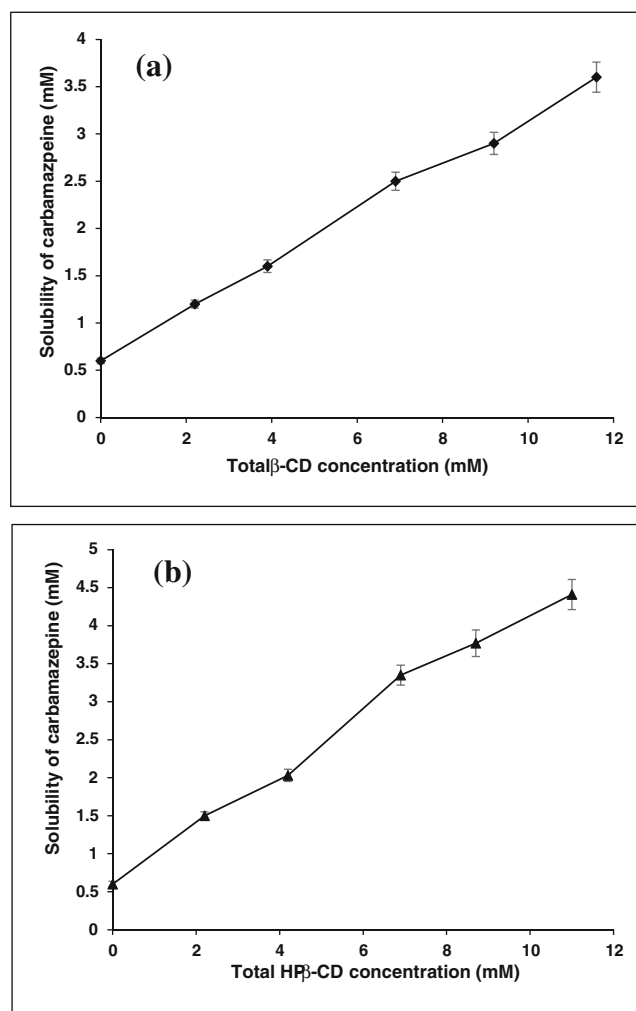 (a)
Solubility of carbamazpeine (mM)
4
3.5
3
2.5
2
1.5
1
0.5
0
0 2 4 6 8 10 12
Totalβ-CD concentration (mM)
(b)
Solubility of carbamazepine (mM)
5
4.5
4
3.5
3
2.5
2
1.5
1
0.5
0
0 2 4 6 8 10 12
Total HPβ-CD concentration (mM)